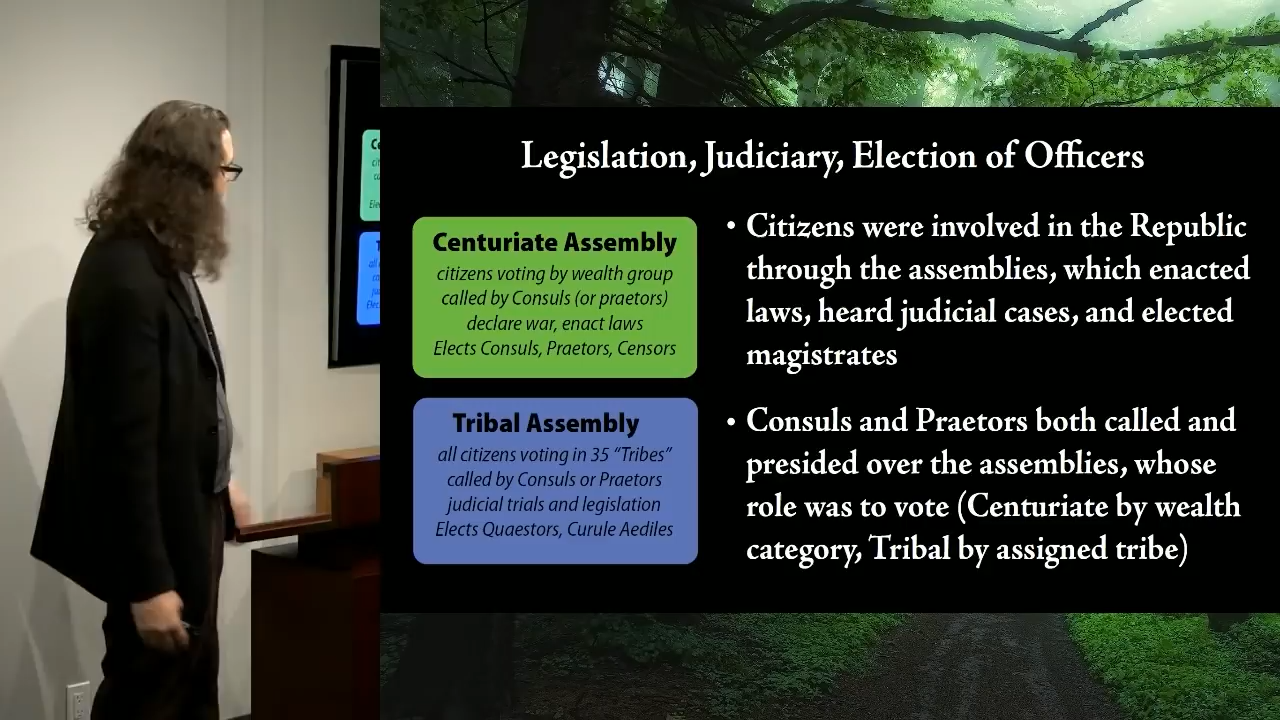 Legislation, Judiciary, Election of Officers
Centuriate Assembly
citizens voting by wealth group
called by Consuls (or praetors)
declare war, enact laws
Elects Consuls, Praetors, Censors
Tribal Assembly
all citizens voting in 35 “Tribes”
called by Consuls or Praetors
judicial trials and legislation
Elects Quaestors, Curule Aediles
• Citizens were involved in the Republic
through the assemblies, which enacted
laws, heard judicial cases, and elected
magistrates
• Consuls and Praetors both called and
presided over the assemblies, whose
role was to vote (Centuriate by wealth
category, Tribal by assigned tribe)